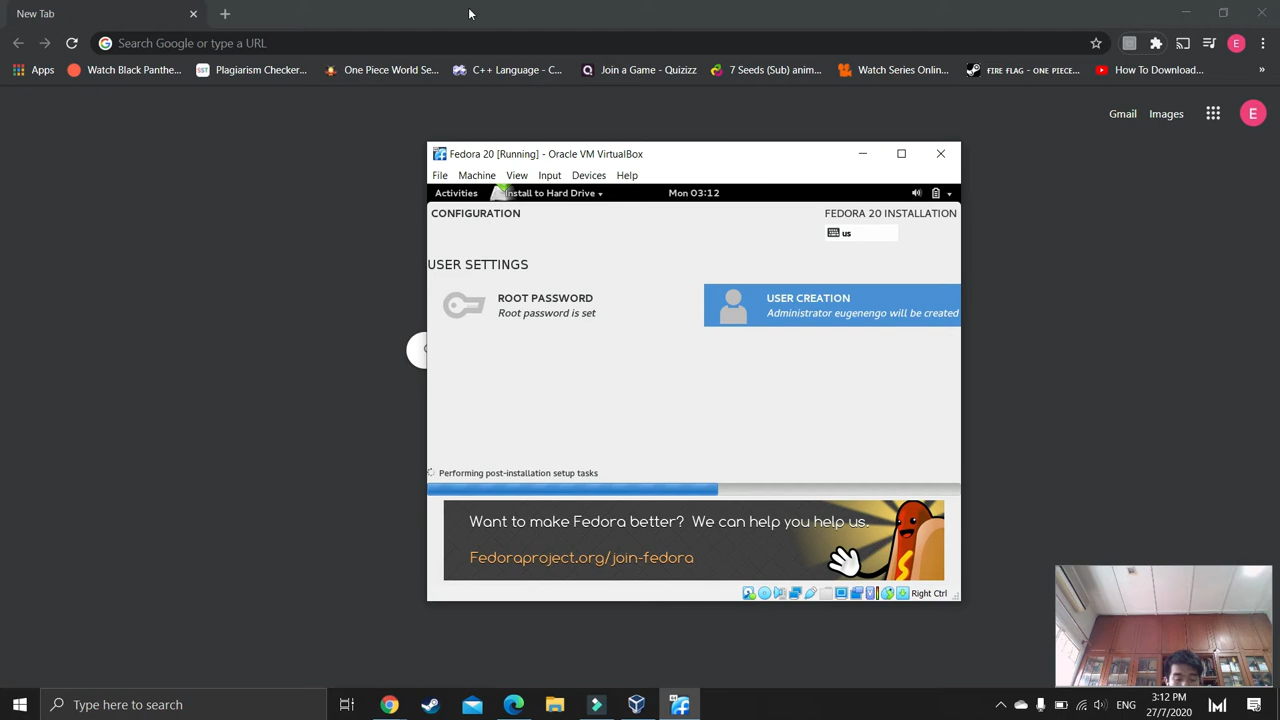 New Tab
Search Google or type a URL
E
Apps
Watch Black Panthe...
SST
Plagiarism Checker...
One Piece World Se...
C++ Language - C...
Join a Game - Quizizz
7 Seeds (Sub) anim...
Watch Series Onlin...
FIRE FLAG - ONE PIECE...
How To Download...
»
Gmail
Images
E
Fedora 20 [Running] - Oracle VM VirtualBox
File Machine View Input Devices Help
Activities
Install to Hard Drive
Mon 03:12
CONFIGURATION
FEDORA 20 INSTALLATION
us
USER SETTINGS
ROOT PASSWORD
Root password is set
USER CREATION
Administrator eugenengo will be created
Performing post-installation setup tasks
Want to make Fedora better? We can help you help us.
Fedoraproject.org/join-fedora
Right Ctrl
Type here to search
ENG
3:12 PM
27/7/2020